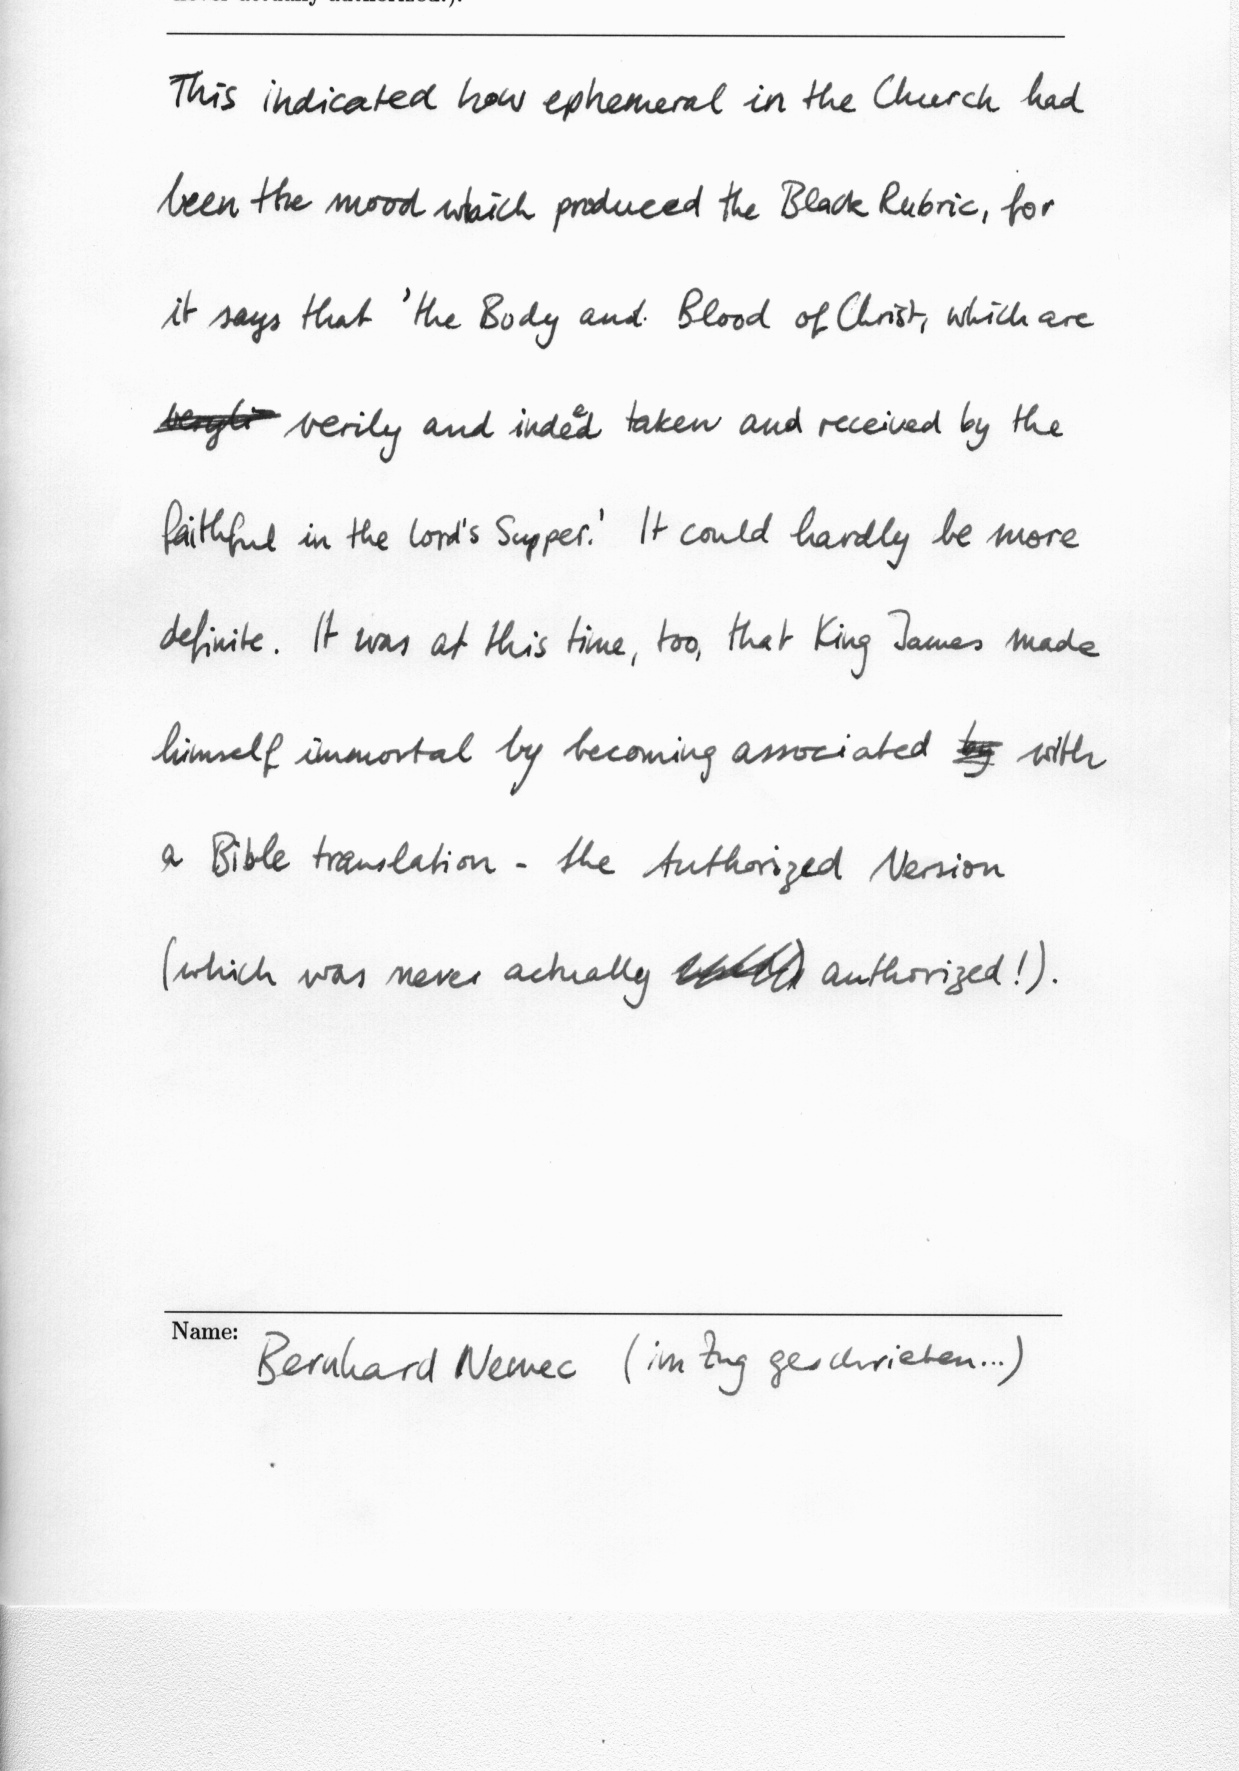 never actually authorized!).
This indicated how ephemeral in the Church had
been the mood which produced the Black Rubric, for
it says that 'the Body and Blood of Christ, which are
verily and indeed taken and received by the
faithful in the Lord's Supper.' It could hardly be more
definite. It was at this time, too, that King James made
himself immortal by becoming associated by with
a Bible translation - the Authorized Version
(which was never actually authorized!).
Name: Bernhard Nemec (im Zug geschrieben...)